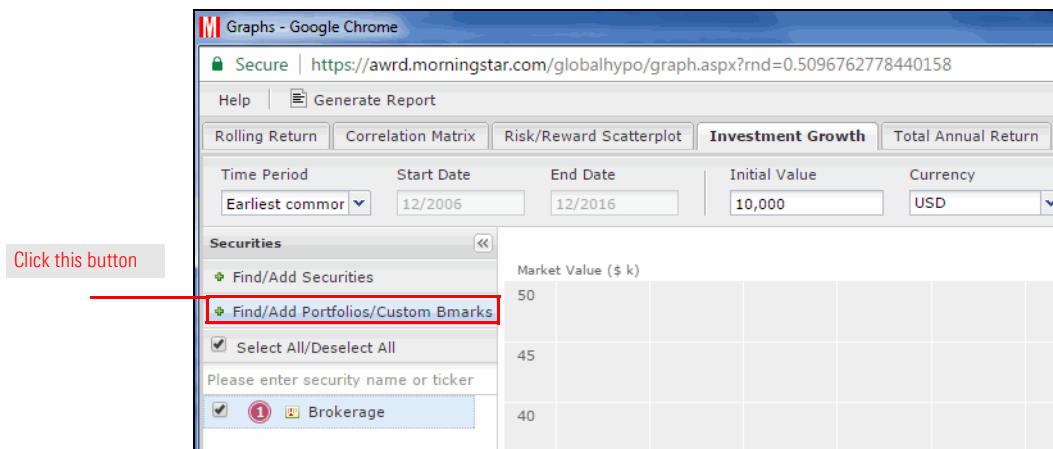 Graphs - Google Chrome
Secure | https://awrd.morningstar.com/globalhypo/graph.aspx?rnd=0.5096762778440158
Help Generate Report
Rolling Return Correlation Matrix Risk/Reward Scatterplot Investment Growth Total Annual Return
Time Period Start Date End Date Initial Value Currency
Earliest commor 12/2006 12/2016 10,000 USD
Securities
Click this button
Find/Add Securities
Market Value ($ k)
Find/Add Portfolios/Custom Bmarks
50
Select All/Deselect All
45
Please enter security name or ticker
1 Brokerage
40